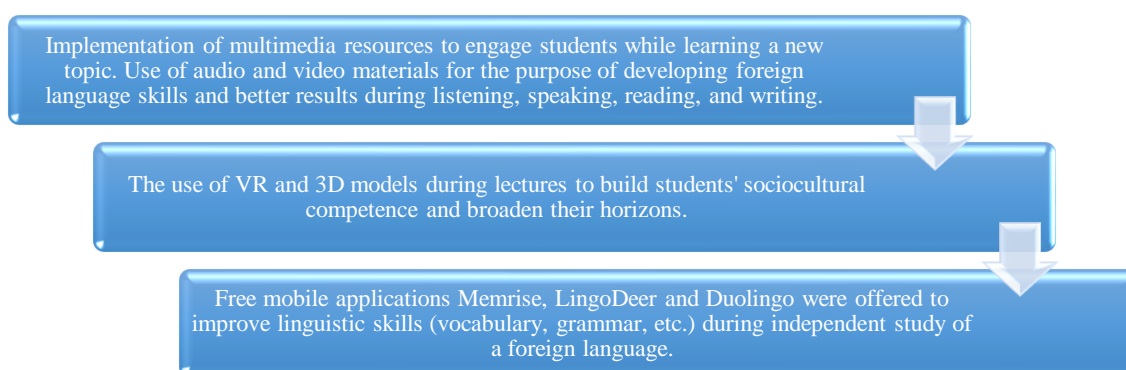 Implementation of multimedia resources to engage students while learning a new
topic. Use of audio and video materials for the purpose of developing foreign
language skills and better results during listening, speaking, reading, and writing.
The use of VR and 3D models during lectures to build students' sociocultural
competence and broaden their horizons.
Free mobile applications Memrise, LingoDeer and Duolingo were offered to
improve linguistic skills (vocabulary, grammar, etc.) during independent study of
a foreign language.